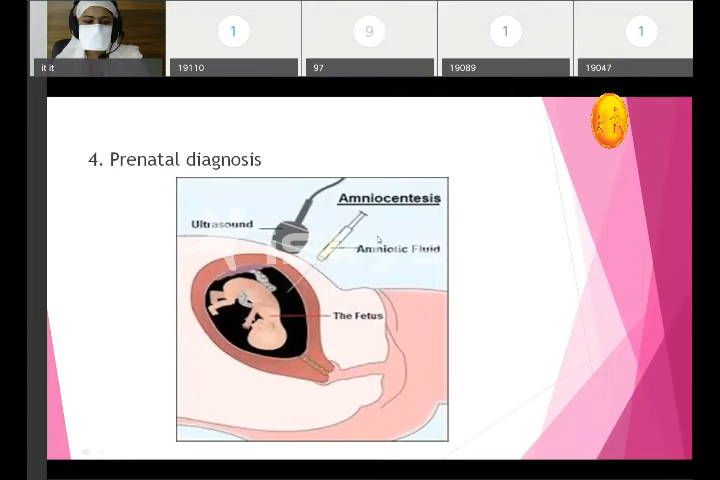 1
9
1
1
it it
19110
97
19089
19047
4. Prenatal diagnosis
Amniocentesis
Ultrasound
Amniotic Fluid
The Fetus